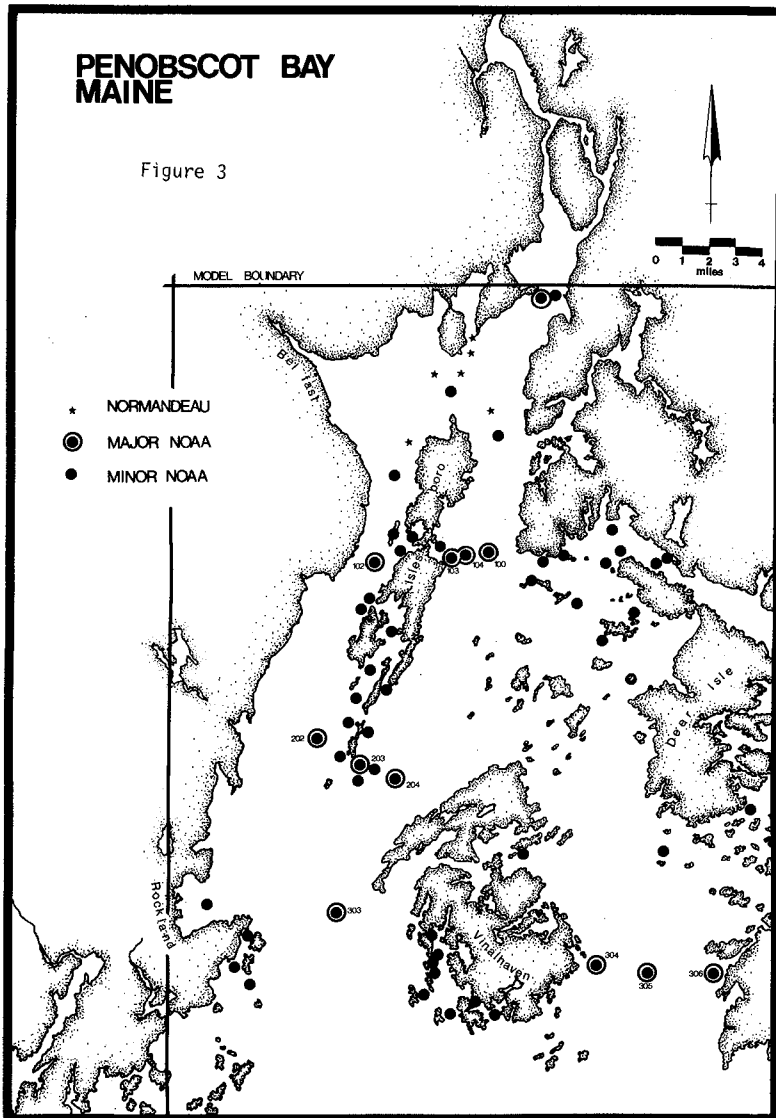 PENOBSCOT BAY
MAINE
Figure 3
0 1 2 3 4
miles
MODEL BOUNDARY
Belfast
NORMANDEAU
MAJOR NOAA
MINOR NOAA
Islesboro
102
103
104
100
Deer Isle
202
203
204
Rockland
303
Vinalhaven
304
305
306